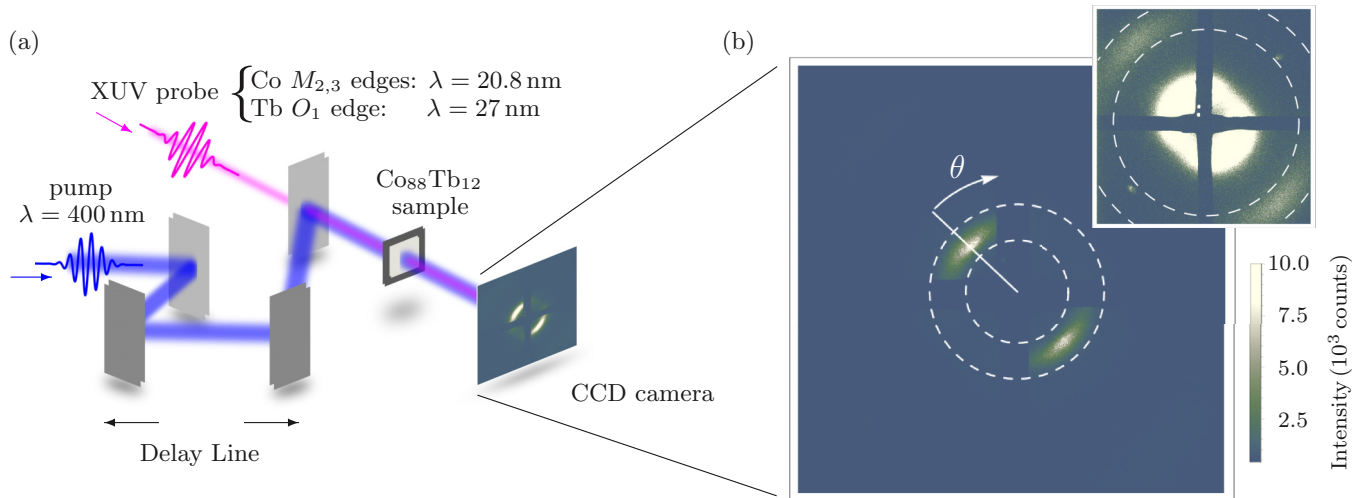 (a)
XUV probe
Co M2,3 edges: λ = 20.8 nm
Tb O1 edge: λ = 27 nm
pump
λ = 400 nm
Co88Tb12
sample
CCD camera
Delay Line
(b)
θ
10.0
7.5
5.0
2.5
Intensity (10³ counts)